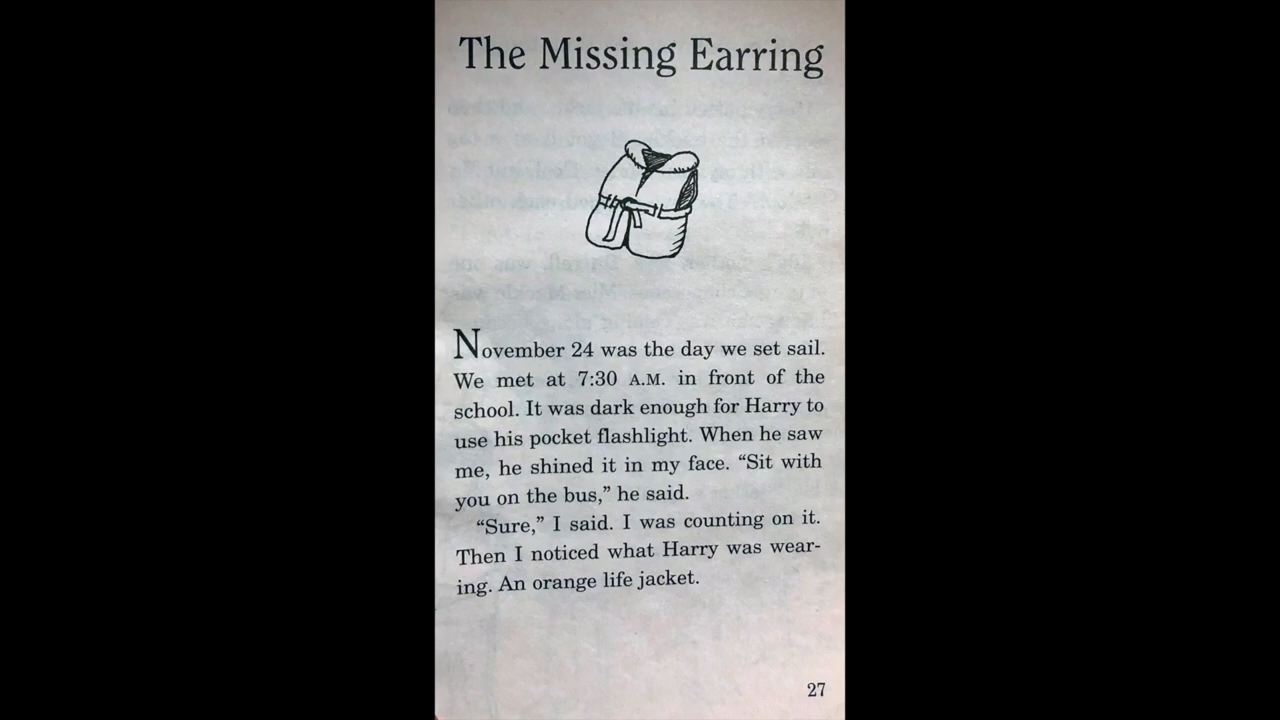 The Missing Earring
November 24 was the day we set sail.
We met at 7:30 A.M. in front of the
school. It was dark enough for Harry to
use his pocket flashlight. When he saw
me, he shined it in my face. “Sit with
you on the bus,” he said.
“Sure,” I said. I was counting on it.
Then I noticed what Harry was wear-
ing. An orange life jacket.
27